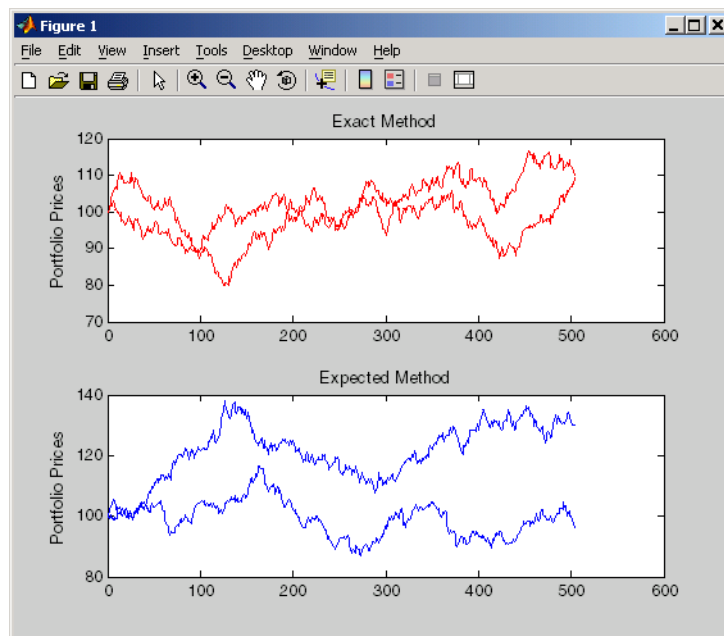 Figure 1
File Edit View Insert Tools Desktop Window Help
Exact Method
Portfolio Prices
120
110
100
90
80
70
0 100 200 300 400 500 600
Expected Method
Portfolio Prices
140
120
100
80
0 100 200 300 400 500 600